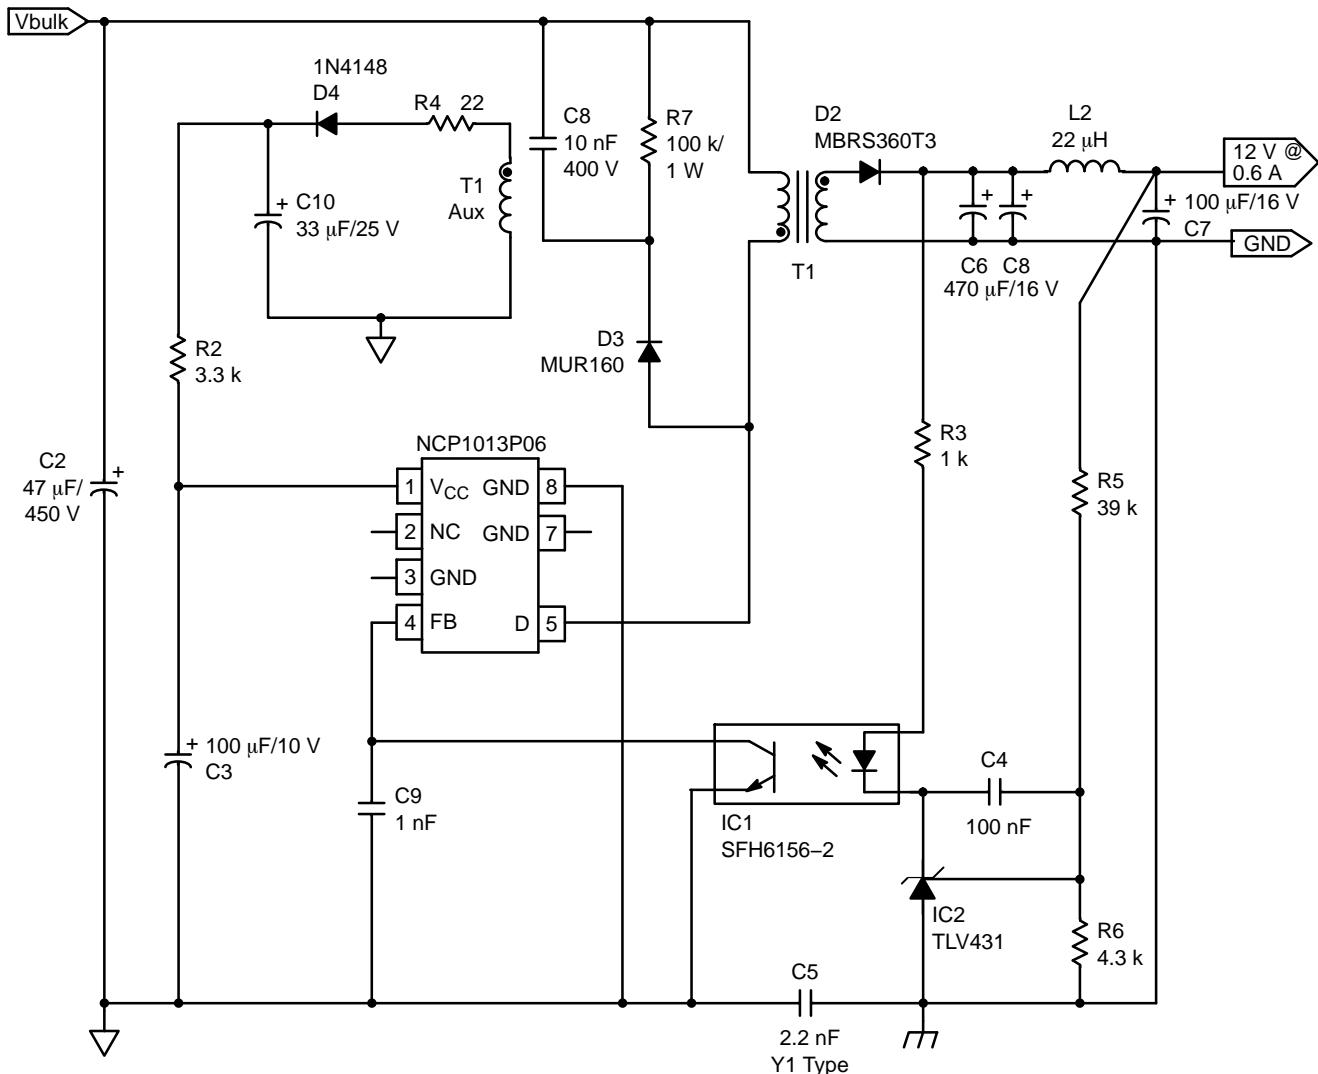 Vbulk
1N4148
D4
R4 22
C8
10 nF
400 V
R7
100 k/
1 W
D2
MBRS360T3
L2
22 μH
12 V @
0.6 A
T1
Aux
+ C10
33 μF/25 V
+
+
+ 100 μF/16 V
C7
GND
T1
C6 C8
470 μF/16 V
R2
3.3 k
D3
MUR160
R3
1 k
NCP1013P06
C2
47 μF/
450 V
+
R5
39 k
1 VCC GND 8
2 NC GND 7
3 GND
4 FB D 5
+ 100 μF/10 V
C3
C9
1 nF
IC1
SFH6156–2
C4
100 nF
IC2
TLV431
R6
4.3 k
C5
2.2 nF
Y1 Type